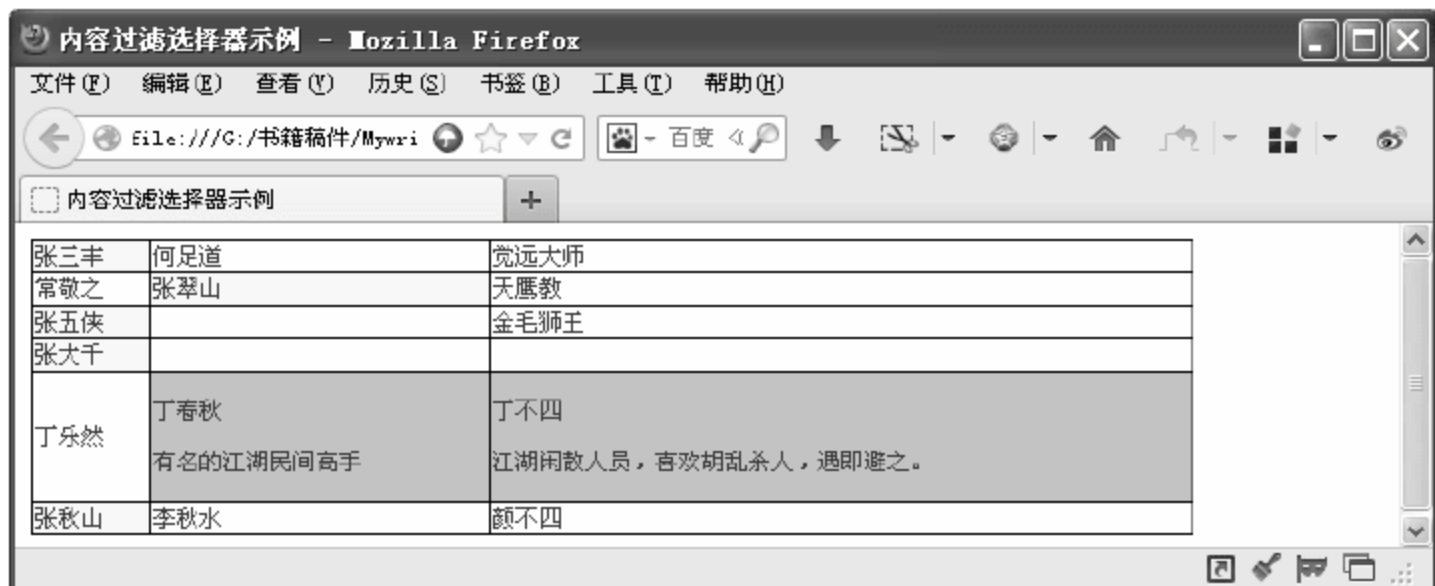 内容过滤选择器示例 - Mozilla Firefox
文件(F) 编辑(E) 查看(Y) 历史(S) 书签(B) 工具(T) 帮助(H)
file:///G:/书籍稿件/Mywri 百度
内容过滤选择器示例
张三丰 何足道 觉远大师
常敬之 张翠山 天鹰教
张五侠 金毛狮王
张大千
丁乐然
丁春秋 丁不四
有名的江湖民间高手 江湖闲散人员，喜欢胡乱杀人，遇即避之。
张秋山 李秋水 颜不四